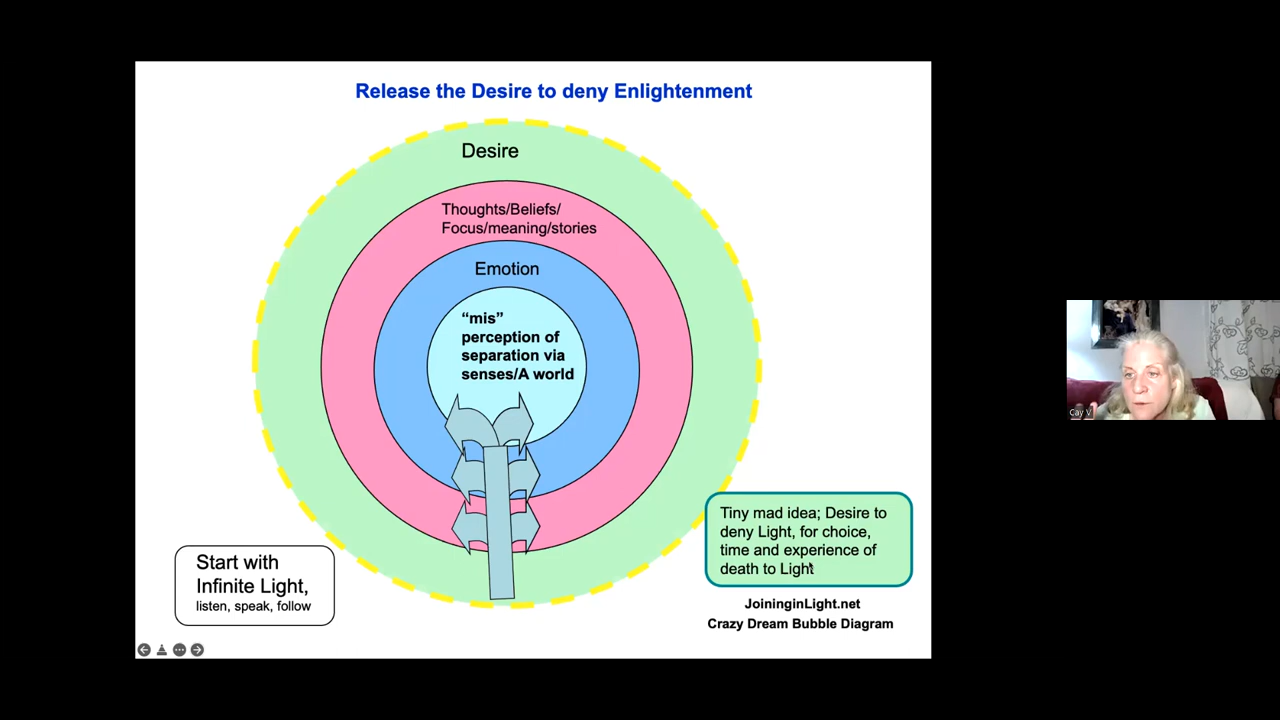 Release the Desire to deny Enlightenment
Desire
Thoughts/Beliefs/
Focus/meaning/stories
Emotion
“mis”
perception of
separation via
senses/A world
Start with
Infinite Light,
listen, speak, follow
Tiny mad idea; Desire to
deny Light, for choice,
time and experience of
death to Light
JoininginLight.net
Crazy Dream Bubble Diagram
Cay V